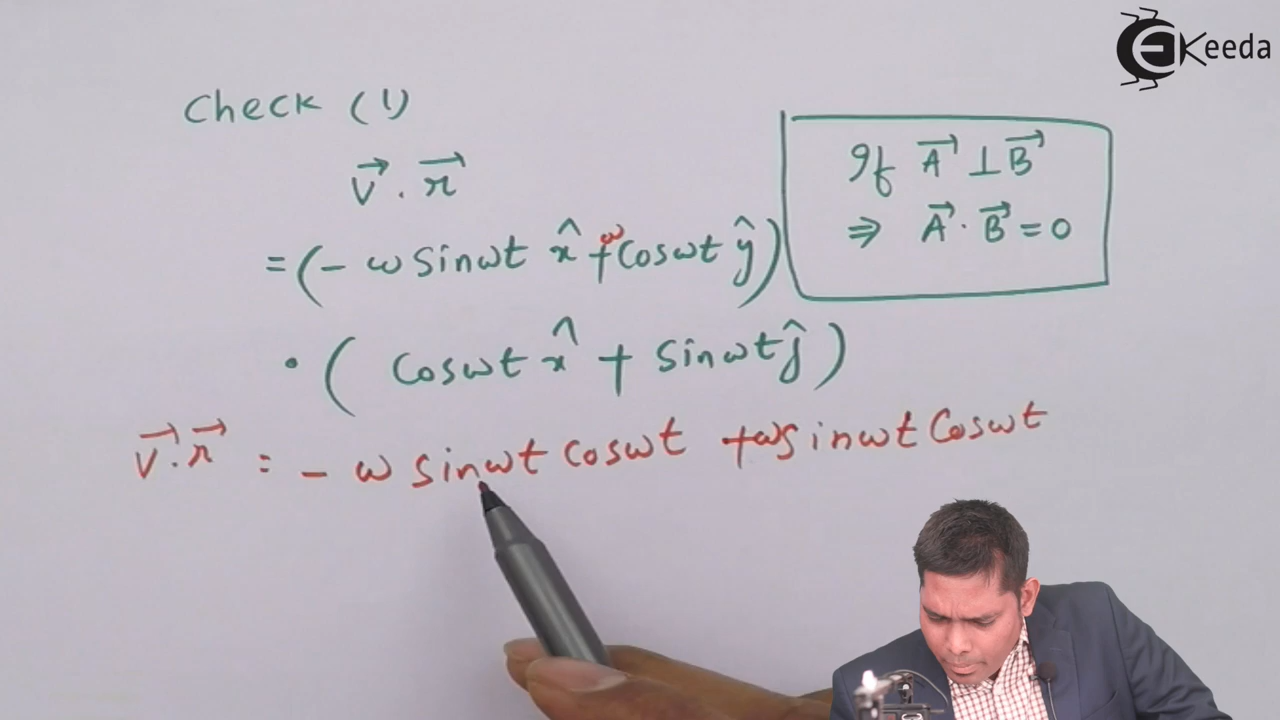 Ekeeda
Check (1)
V⃗ . r⃗
= (- ω sinωt x̂ + ω cosωt ŷ)
. ( cosωt x̂ + sinωt ŷ )
V⃗ . r⃗ = - ω sinωt cosωt + ω sinωt cosωt
If A⃗ ⊥ B⃗
⇒ A⃗ . B⃗ = 0